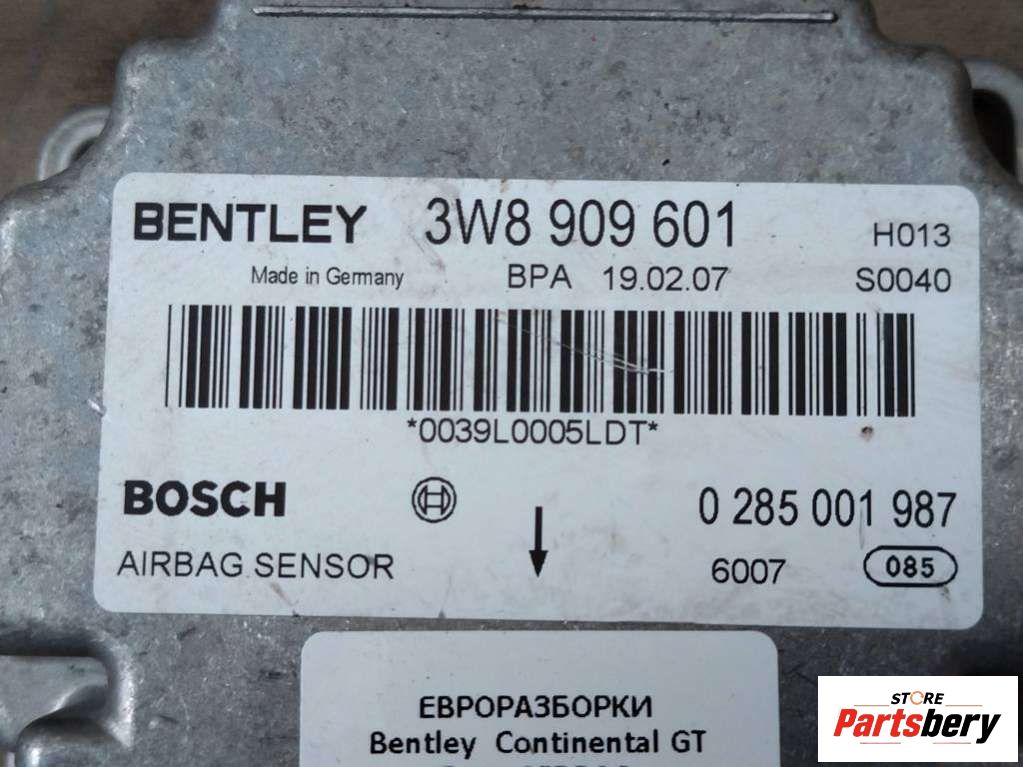 BENTLEY 3W8 909 601 H013
Made in Germany BPA 19.02.07 S0040
*0039L0005LDT*
BOSCH 0 285 001 987
AIRBAG SENSOR 6007 085
ЕВРОРАЗБОРКИ
Bentley Continental GT
STORE
Partsbery